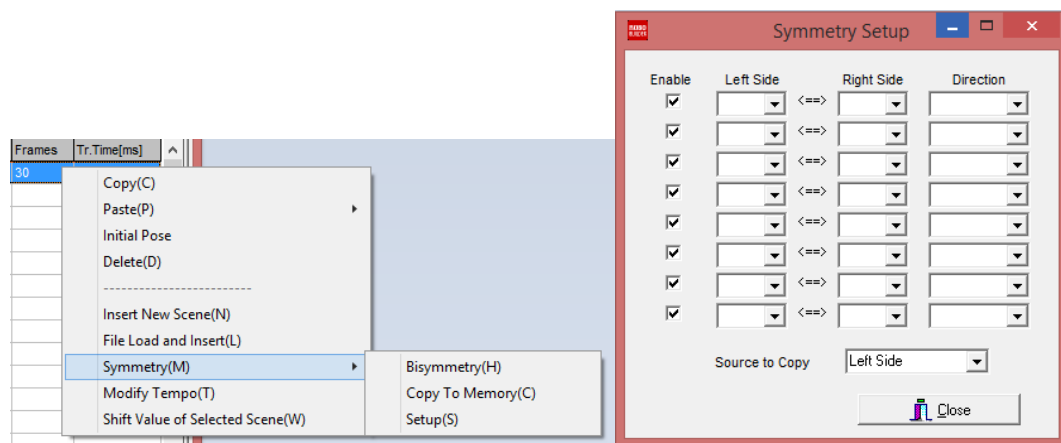 Symmetry Setup
Enable Left Side Right Side Direction
<==>
<==>
<==>
<==>
<==>
<==>
<==>
<==>
Source to Copy Left Side
Close
Frames Tr.Time[ms]
30
Copy(C)
Paste(P)
Initial Pose
Delete(D)
-------------------------
Insert New Scene(N)
File Load and Insert(L)
Symmetry(M)
Modify Tempo(T)
Shift Value of Selected Scene(W)
Bisymmetry(H)
Copy To Memory(C)
Setup(S)